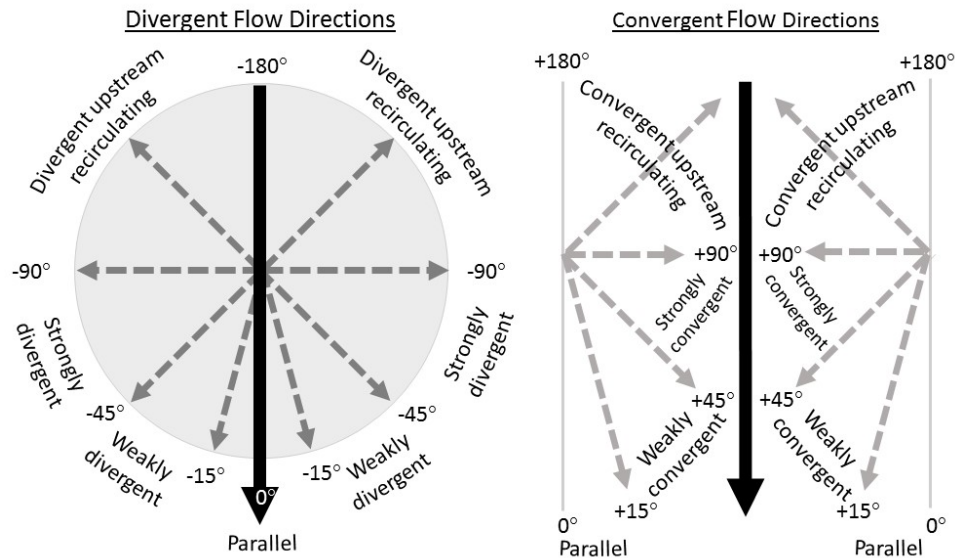 Divergent Flow Directions
-180°
Divergent upstream
recirculating
Divergent upstream
recirculating
-90°
-90°
Strongly
divergent
Strongly
divergent
-45°
-45°
Weakly
divergent
Weakly
divergent
-15°
-15°
0°
Parallel
Convergent Flow Directions
+180°
+180°
Convergent upstream
recirculating
Convergent upstream
recirculating
+90°
+90°
Strongly
convergent
Strongly
convergent
+45°
+45°
Weakly
convergent
Weakly
convergent
+15°
+15°
0°
0°
Parallel
Parallel